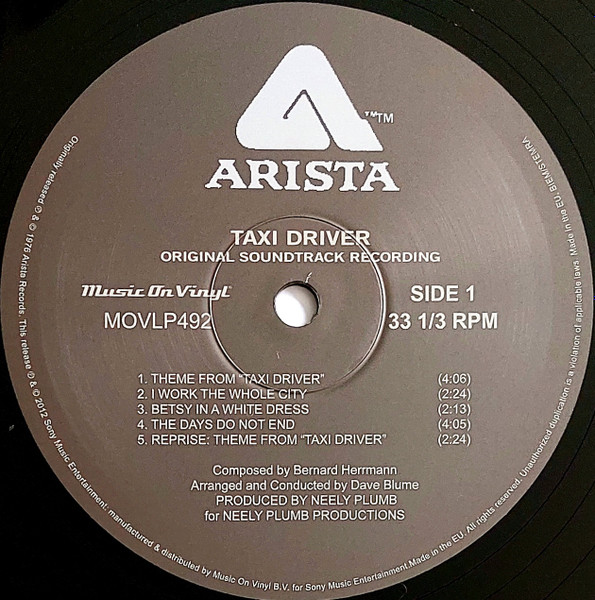 ™TM
ARISTA
TAXI DRIVER
ORIGINAL SOUNDTRACK RECORDING
Music On Vinyl
SIDE 1
MOVLP492
33 1/3 RPM
1. THEME FROM "TAXI DRIVER" (4:06)
2. I WORK THE WHOLE CITY (2:24)
3. BETSY IN A WHITE DRESS (2:13)
4. THE DAYS DO NOT END (4:05)
5. REPRISE: THEME FROM "TAXI DRIVER" (2:24)
Composed by Bernard Herrmann
Arranged and Conducted by Dave Blume
PRODUCED BY NEELY PLUMB
for NEELY PLUMB PRODUCTIONS
Originally released ℗ & © 1976 Arista Records. This release ℗ & © 2012 Sony Music Entertainment. manufactured & distributed by Music On Vinyl B.V. for Sony Music Entertainment.Made in the EU. All rights reserved. Unauthorized duplication is a violation of applicable laws. Made in the EU. BIEM/STEMRA